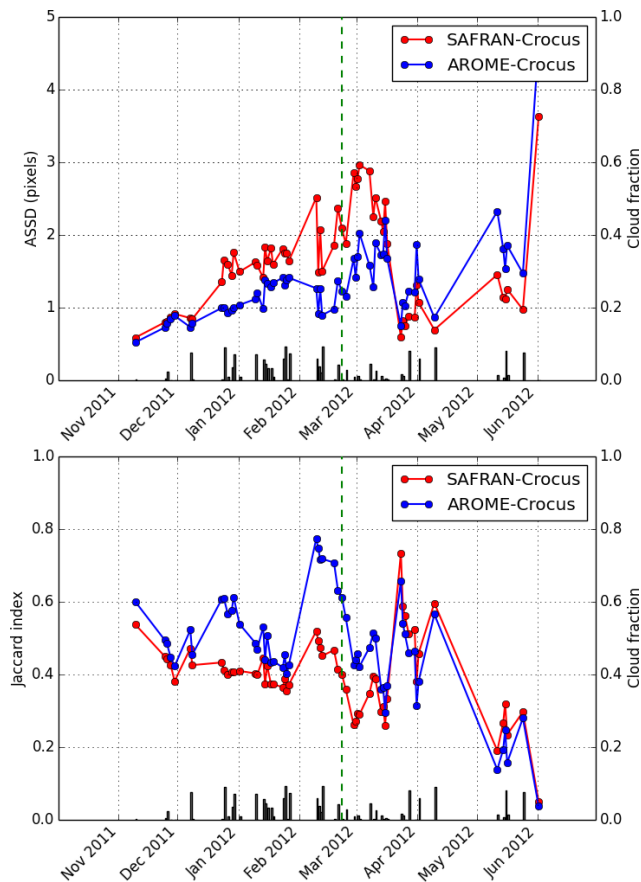 5
4
3
2
1
0
ASSD (pixels)
SAFRAN-Crocus
AROME-Crocus
1.0
0.8
0.6
0.4
0.2
0.0
Cloud fraction
Nov 2011
Dec 2011
Jan 2012
Feb 2012
Mar 2012
Apr 2012
May 2012
Jun 2012
1.0
0.8
0.6
0.4
0.2
0.0
Jaccard index
SAFRAN-Crocus
AROME-Crocus
1.0
0.8
0.6
0.4
0.2
0.0
Cloud fraction
Nov 2011
Dec 2011
Jan 2012
Feb 2012
Mar 2012
Apr 2012
May 2012
Jun 2012